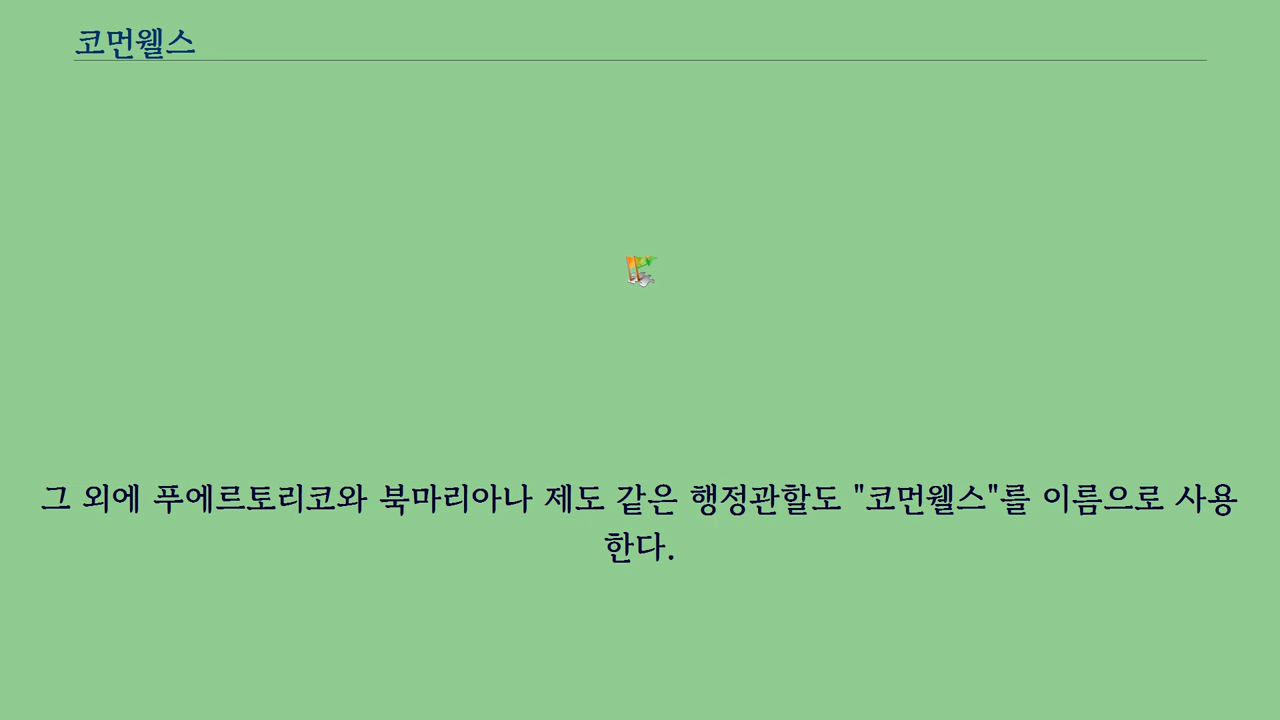 코먼웰스
그 외에 푸에르토리코와 북마리아나 제도 같은 행정관할도 "코먼웰스"를 이름으로 사용
한다.